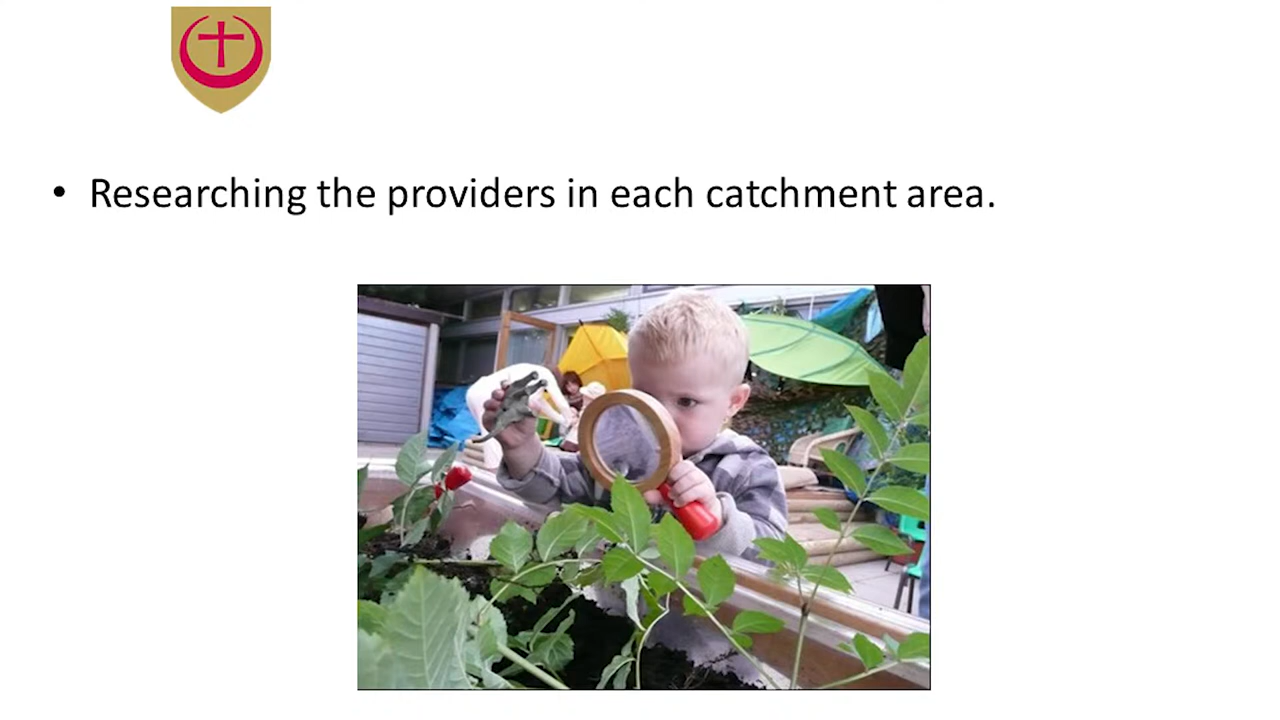 • Researching the providers in each catchment area.